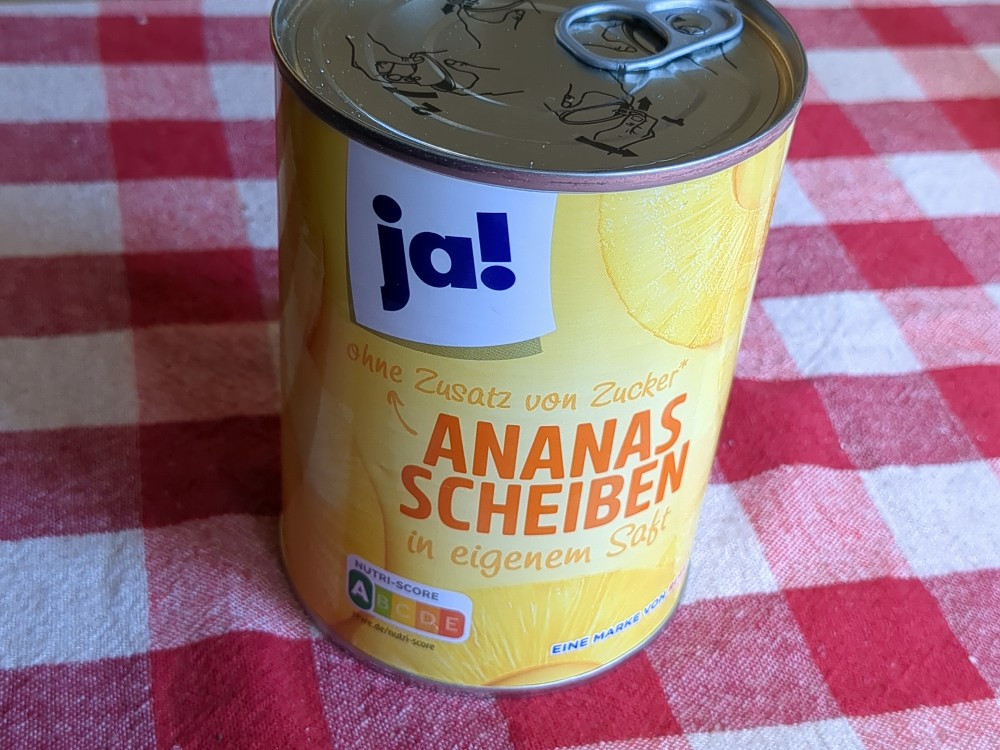 ja!
ohne Zusatz von Zucker*
ANANAS
SCHEIBEN
in eigenem Saft
NUTRI-SCORE
A B C D E
EINE MARKE VON